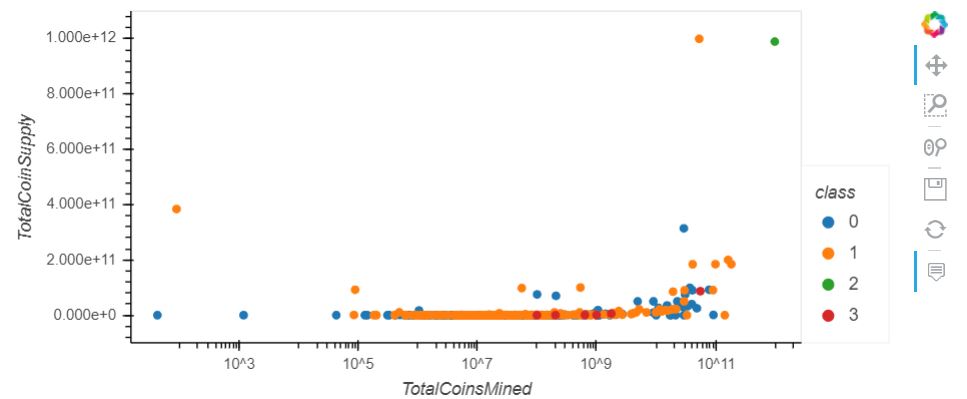 1.000e+12
8.000e+11
6.000e+11
4.000e+11
2.000e+11
0.000e+0
TotalCoinSupply
10^3 10^5 10^7 10^9 10^11
TotalCoinsMined
class
0
1
2
3